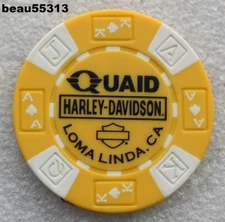 beau55313
QUAID
HARLEY-DAVIDSON.
LOMA LINDA, CA
J
A
A
K
K
Q